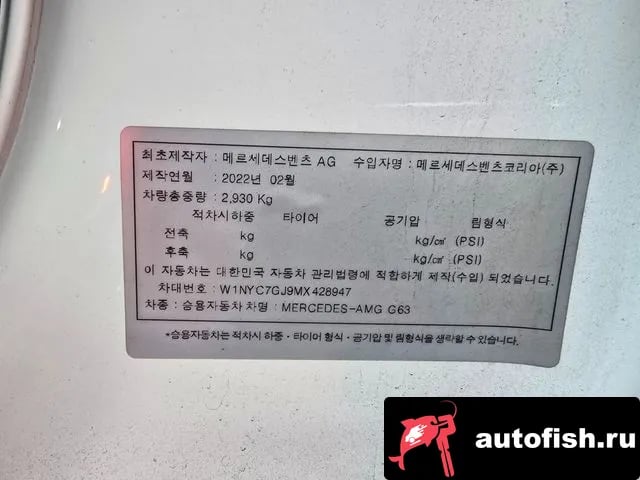 최초제작자 : 메르세데스벤츠 AG 수입자명 : 메르세데스벤츠코리아(주)
제작연월 : 2022년 02월
차량총중량 : 2,930 Kg
적차시하중 타이어 공기압 림형식
전축 kg kg/㎠ (PSI)
후축 kg kg/㎠ (PSI)
이 자동차는 대한민국 자동차 관리법령에 적합하게 제작(수입) 되었습니다.
차대번호 : W1NYC7GJ9MX428947
차종 : 승용자동차 차명 : MERCEDES-AMG G63
*승용자동차는 적차시 하중·타이어 형식·공기압 및 림형식을 생략할 수 있습니다.
autofish.ru